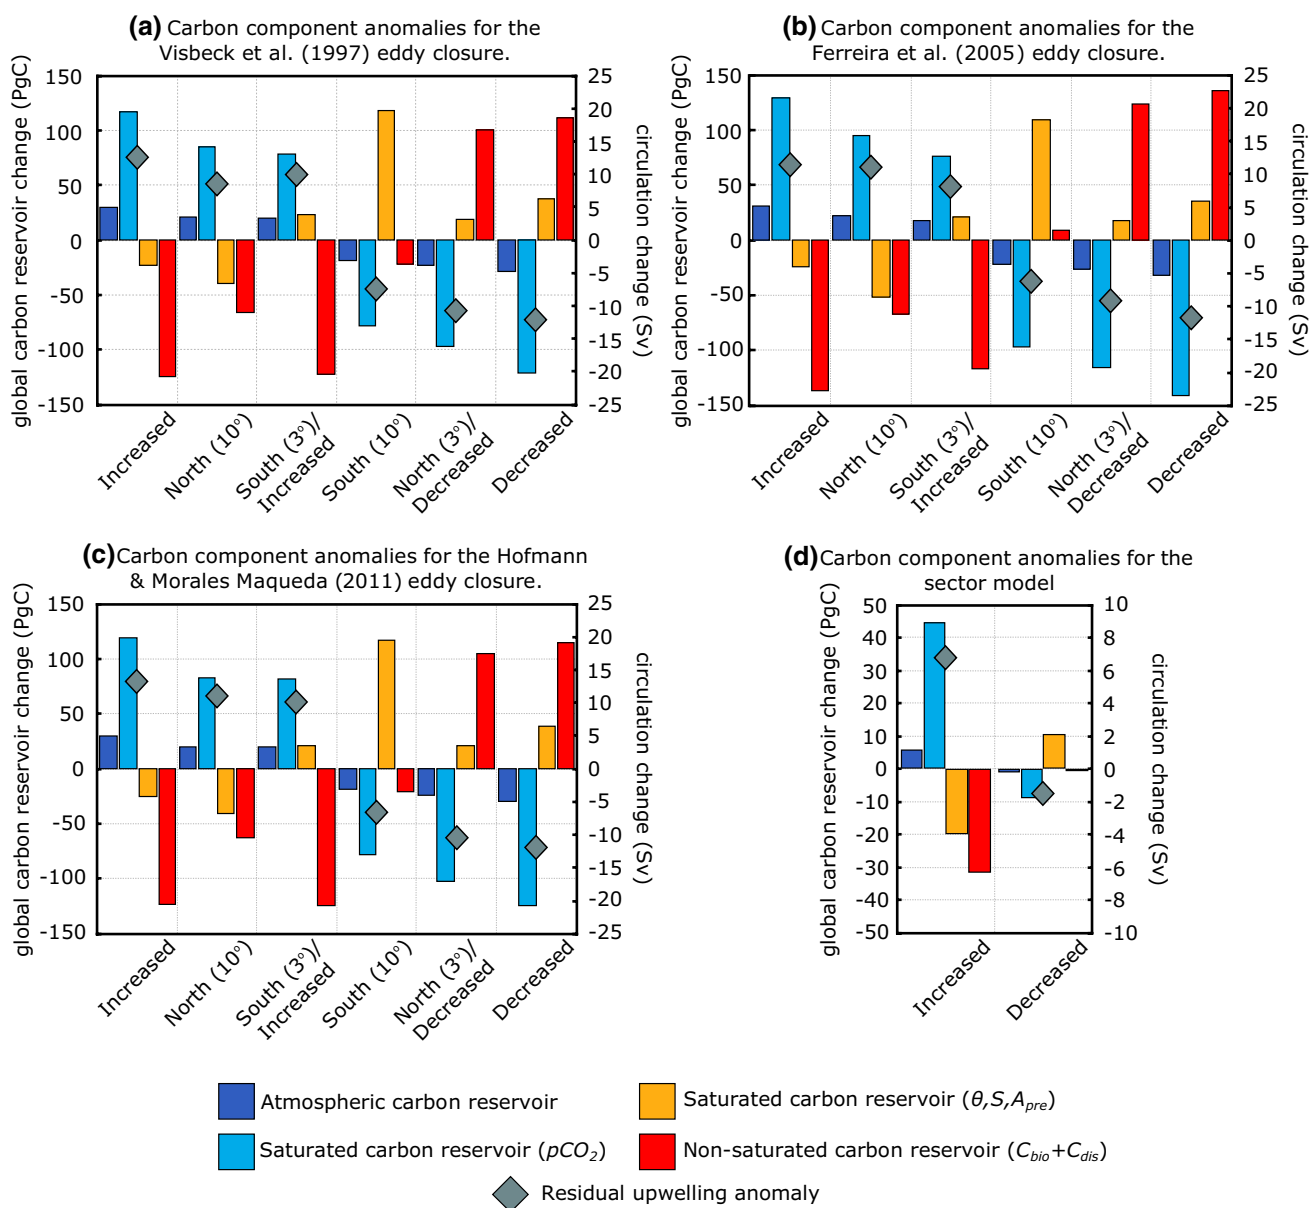 (a) Carbon component anomalies for the
Visbeck et al. (1997) eddy closure.
global carbon reservoir change (PgC)
150
100
50
0
-50
-100
-150
25
20
15
10
5
0
-5
-10
-15
-20
-25
circulation change (Sv)
Increased
North (10°)
South (3°)/
Increased
South (10°)
North (3°)/
Decreased
Decreased
(b) Carbon component anomalies for the
Ferreira et al. (2005) eddy closure.
global carbon reservoir change (PgC)
150
100
50
0
-50
-100
-150
25
20
15
10
5
0
-5
-10
-15
-20
-25
circulation change (Sv)
Increased
North (10°)
South (3°)/
Increased
South (10°)
North (3°)/
Decreased
Decreased
(c) Carbon component anomalies for the Hofmann
& Morales Maqueda (2011) eddy closure.
global carbon reservoir change (PgC)
150
100
50
0
-50
-100
-150
25
20
15
10
5
0
-5
-10
-15
-20
-25
circulation change (Sv)
Increased
North (10°)
South (3°)/
Increased
South (10°)
North (3°)/
Decreased
Decreased
(d) Carbon component anomalies for the
sector model
global carbon reservoir change (PgC)
50
40
30
20
10
0
-10
-20
-30
-40
-50
10
8
6
4
2
0
-2
-4
-6
-8
-10
circulation change (Sv)
Increased
Decreased
Atmospheric carbon reservoir
Saturated carbon reservoir (θ,S,A_pre)
Saturated carbon reservoir (pCO₂)
Non-saturated carbon reservoir (C_bio+C_dis)
Residual upwelling anomaly